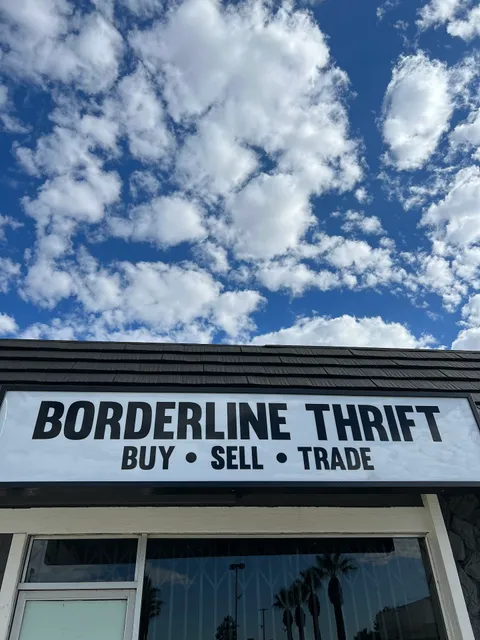 BORDERLINE THRIFT
BUY • SELL • TRADE